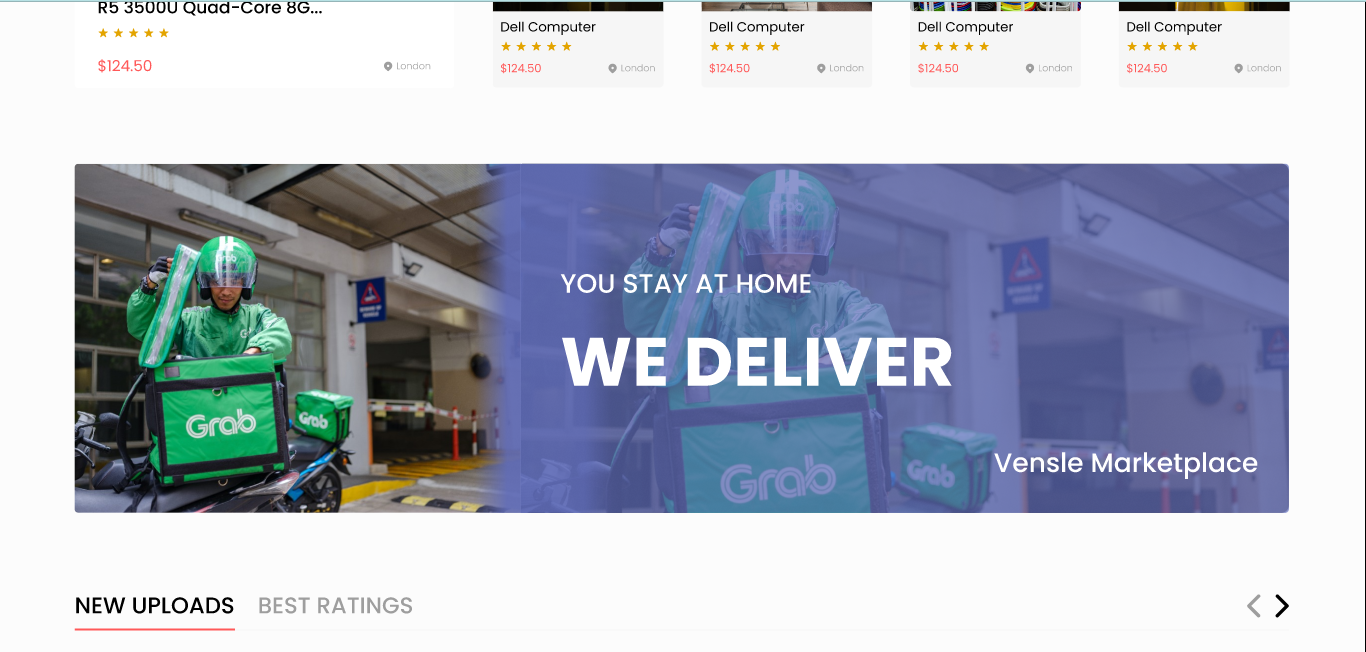 R5 3500U Quad-Core 8G...
$124.50
London
Dell Computer
$124.50
London
Dell Computer
$124.50
London
Dell Computer
$124.50
London
Dell Computer
$124.50
London
Grab
Grab
Grab
YOU STAY AT HOME
WE DELIVER
Grab
Grab
Grab
Vensle Marketplace
NEW UPLOADS
BEST RATINGS